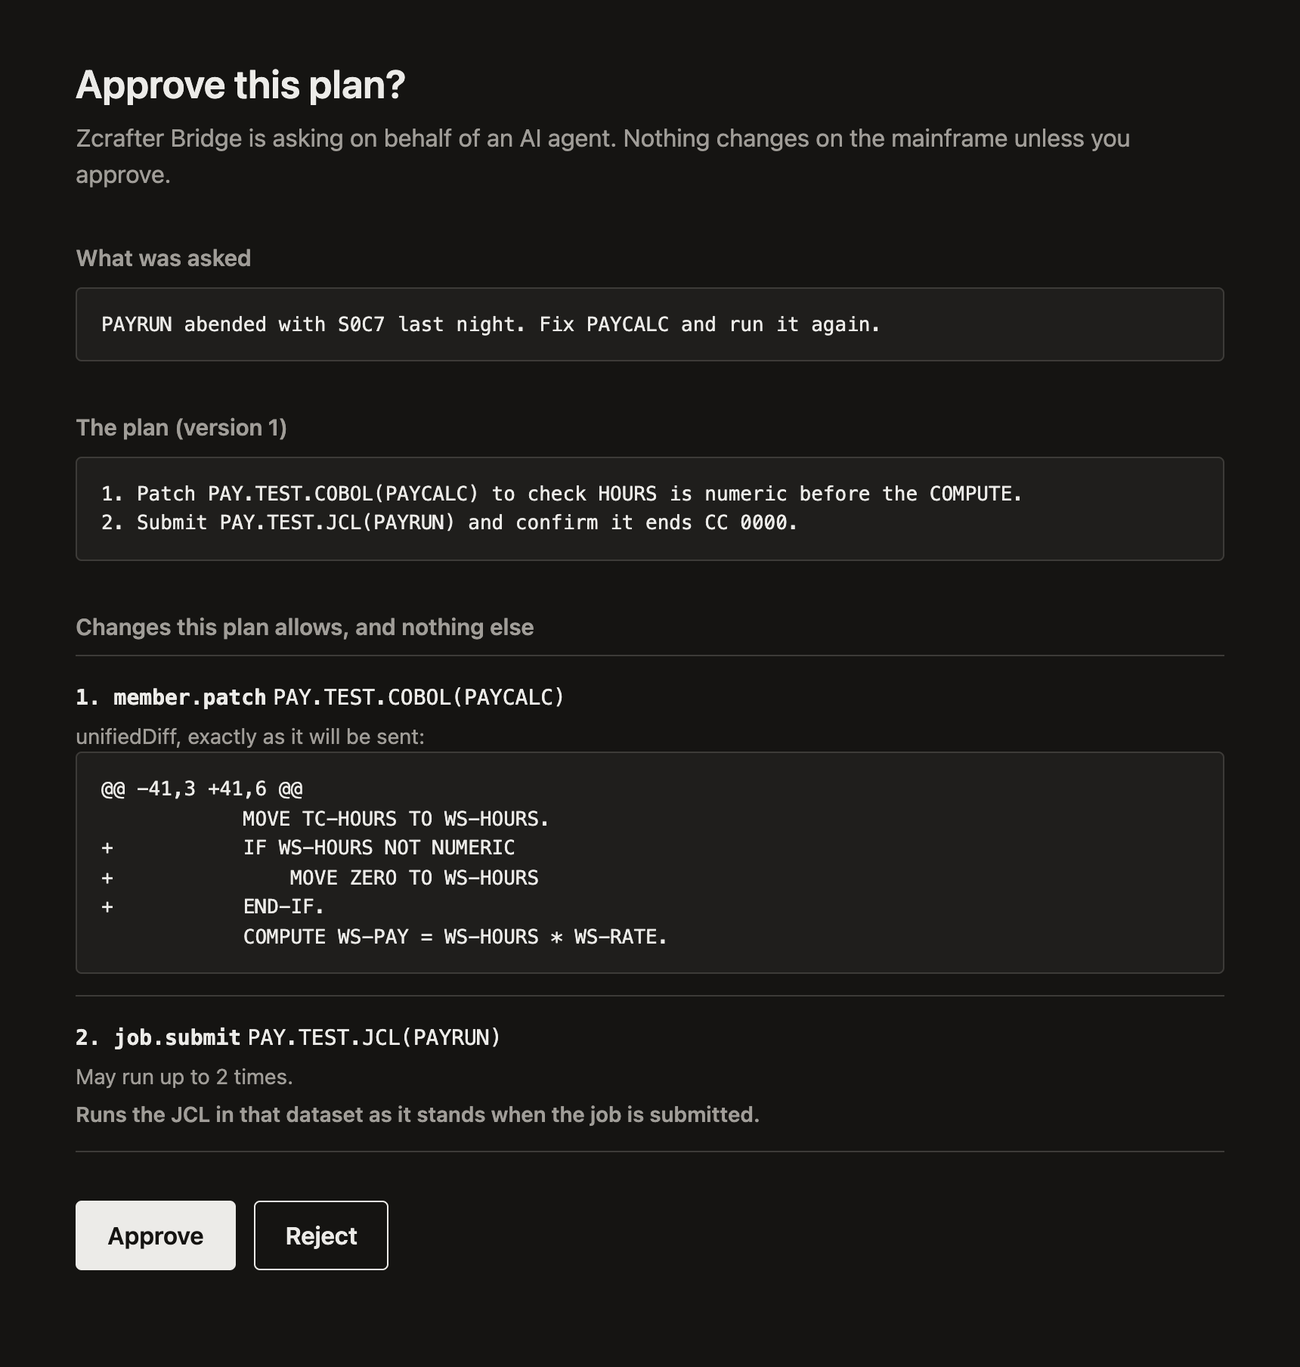 Approve this plan?
Zcrafter Bridge is asking on behalf of an AI agent. Nothing changes on the mainframe unless you
approve.
What was asked
PAYRUN abended with S0C7 last night. Fix PAYCALC and run it again.
The plan (version 1)
1. Patch PAY.TEST.COBOL(PAYCALC) to check HOURS is numeric before the COMPUTE.
2. Submit PAY.TEST.JCL(PAYRUN) and confirm it ends CC 0000.
Changes this plan allows, and nothing else
1. member.patch PAY.TEST.COBOL(PAYCALC)
unifiedDiff, exactly as it will be sent:
@@ -41,3 +41,6 @@
            MOVE TC-HOURS TO WS-HOURS.
+           IF WS-HOURS NOT NUMERIC
+               MOVE ZERO TO WS-HOURS
+           END-IF.
            COMPUTE WS-PAY = WS-HOURS * WS-RATE.
2. job.submit PAY.TEST.JCL(PAYRUN)
May run up to 2 times.
Runs the JCL in that dataset as it stands when the job is submitted.
Approve
Reject